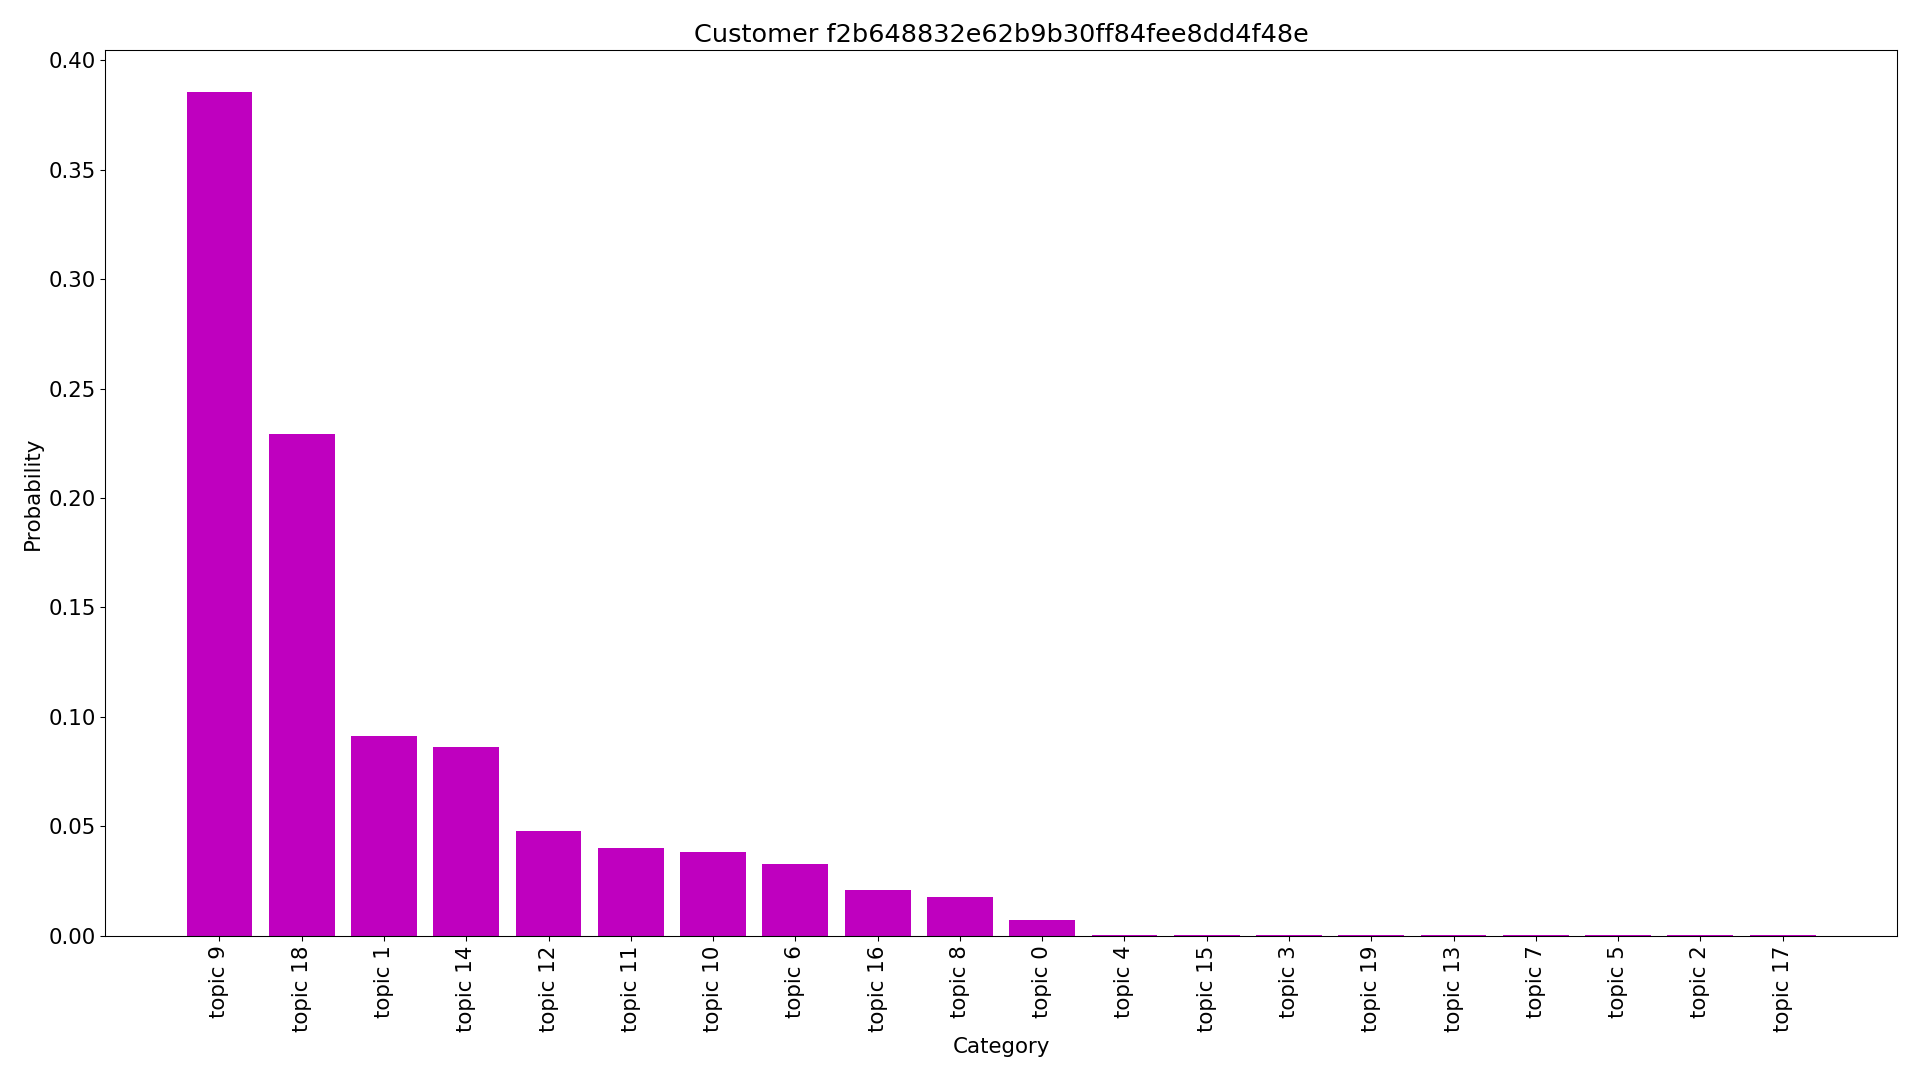 Customer f2b648832e62b9b30ff84fee8dd4f48e
Probability
0.40
0.35
0.30
0.25
0.20
0.15
0.10
0.05
0.00
topic 9
topic 18
topic 1
topic 14
topic 12
topic 11
topic 10
topic 6
topic 16
topic 8
topic 0
topic 4
topic 15
topic 3
topic 19
topic 13
topic 7
topic 5
topic 2
topic 17
Category